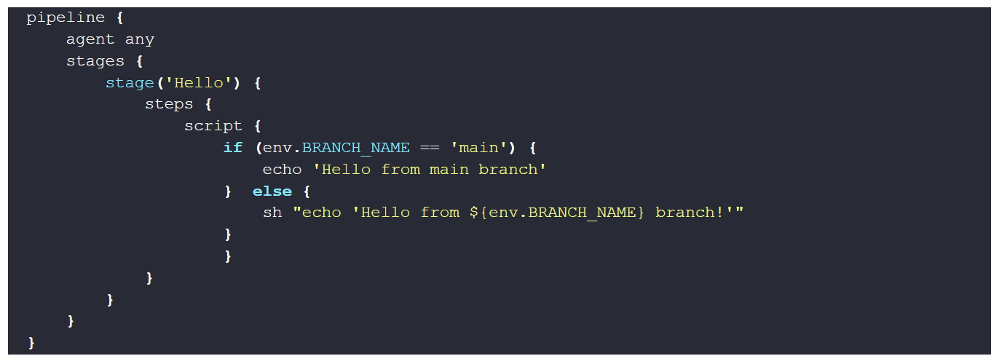 pipeline {
    agent any
    stages {
        stage('Hello') {
            steps {
                script {
                    if (env.BRANCH_NAME == 'main') {
                        echo 'Hello from main branch'
                    }  else {
                        sh "echo 'Hello from ${env.BRANCH_NAME} branch!'"
                    }
                    }
            }
        }
    }
}